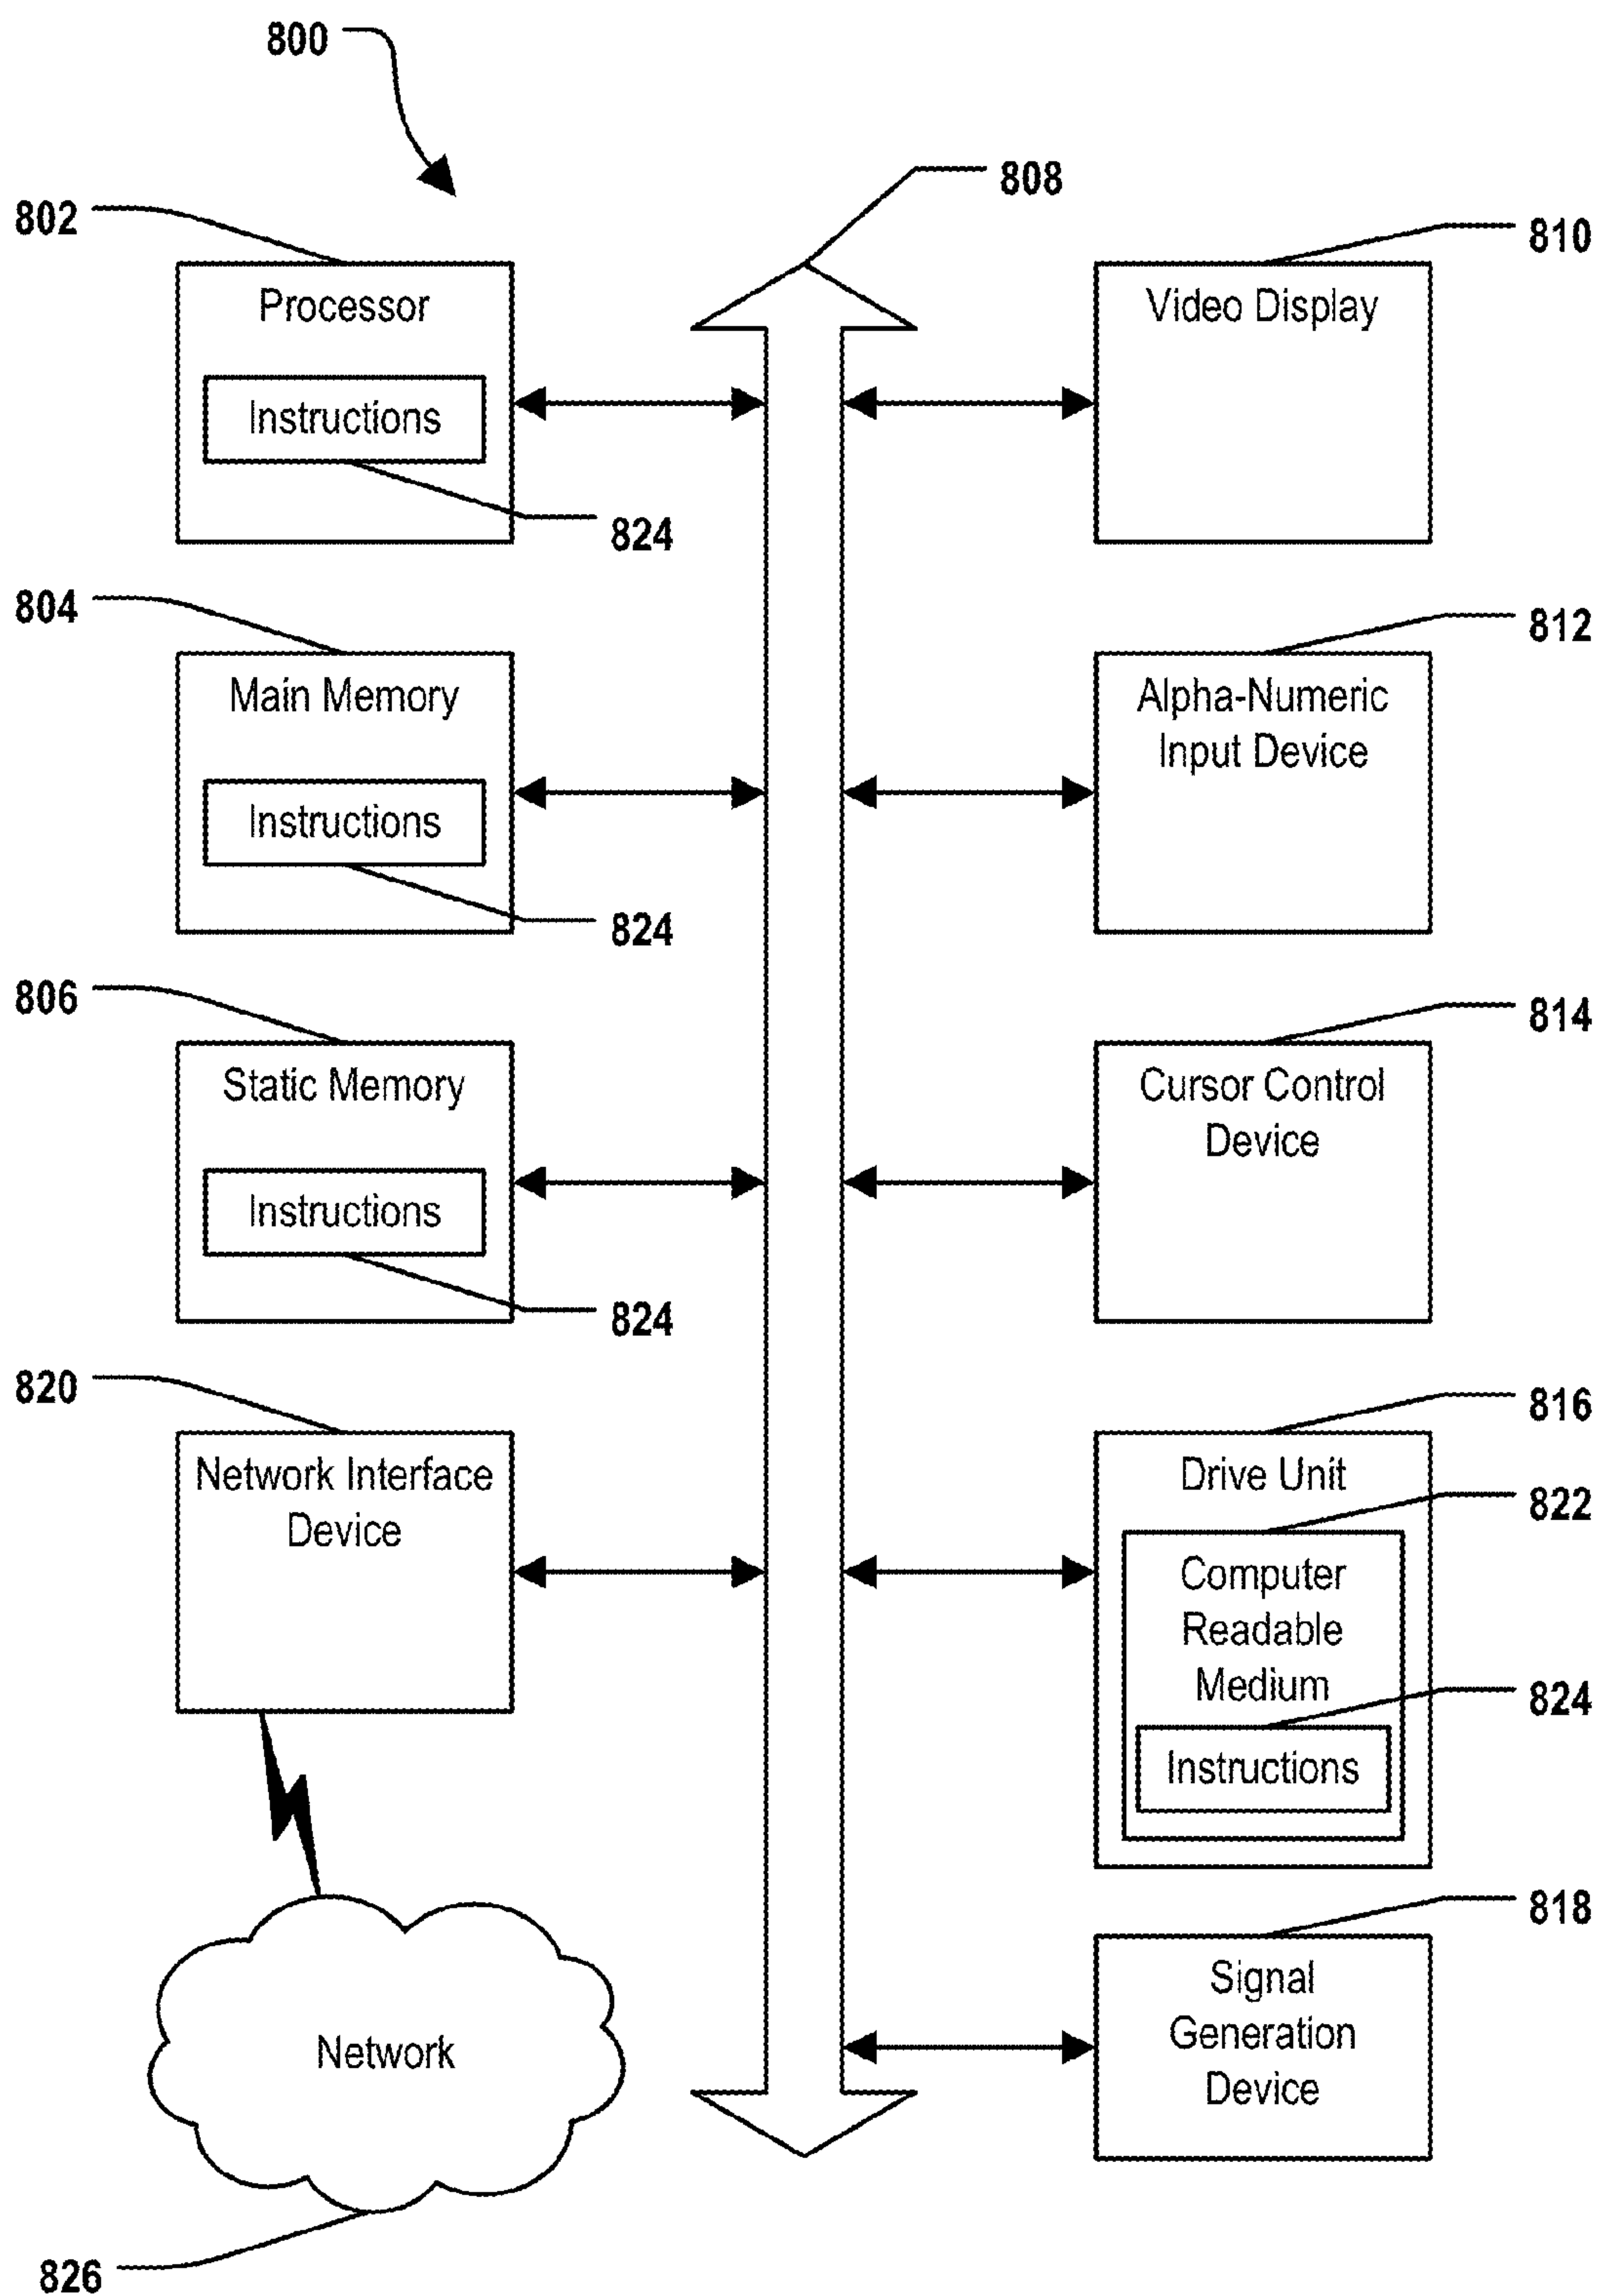 800
808
802
810
Processor
Video Display
Instructions
824
804
812
Main Memory
Alpha-Numeric
Input Device
Instructions
824
806
814
Static Memory
Cursor Control
Device
Instructions
824
820
816
Network Interface
Device
Drive Unit
822
Computer
Readable
Medium
824
Instructions
818
Signal
Generation
Device
Network
826